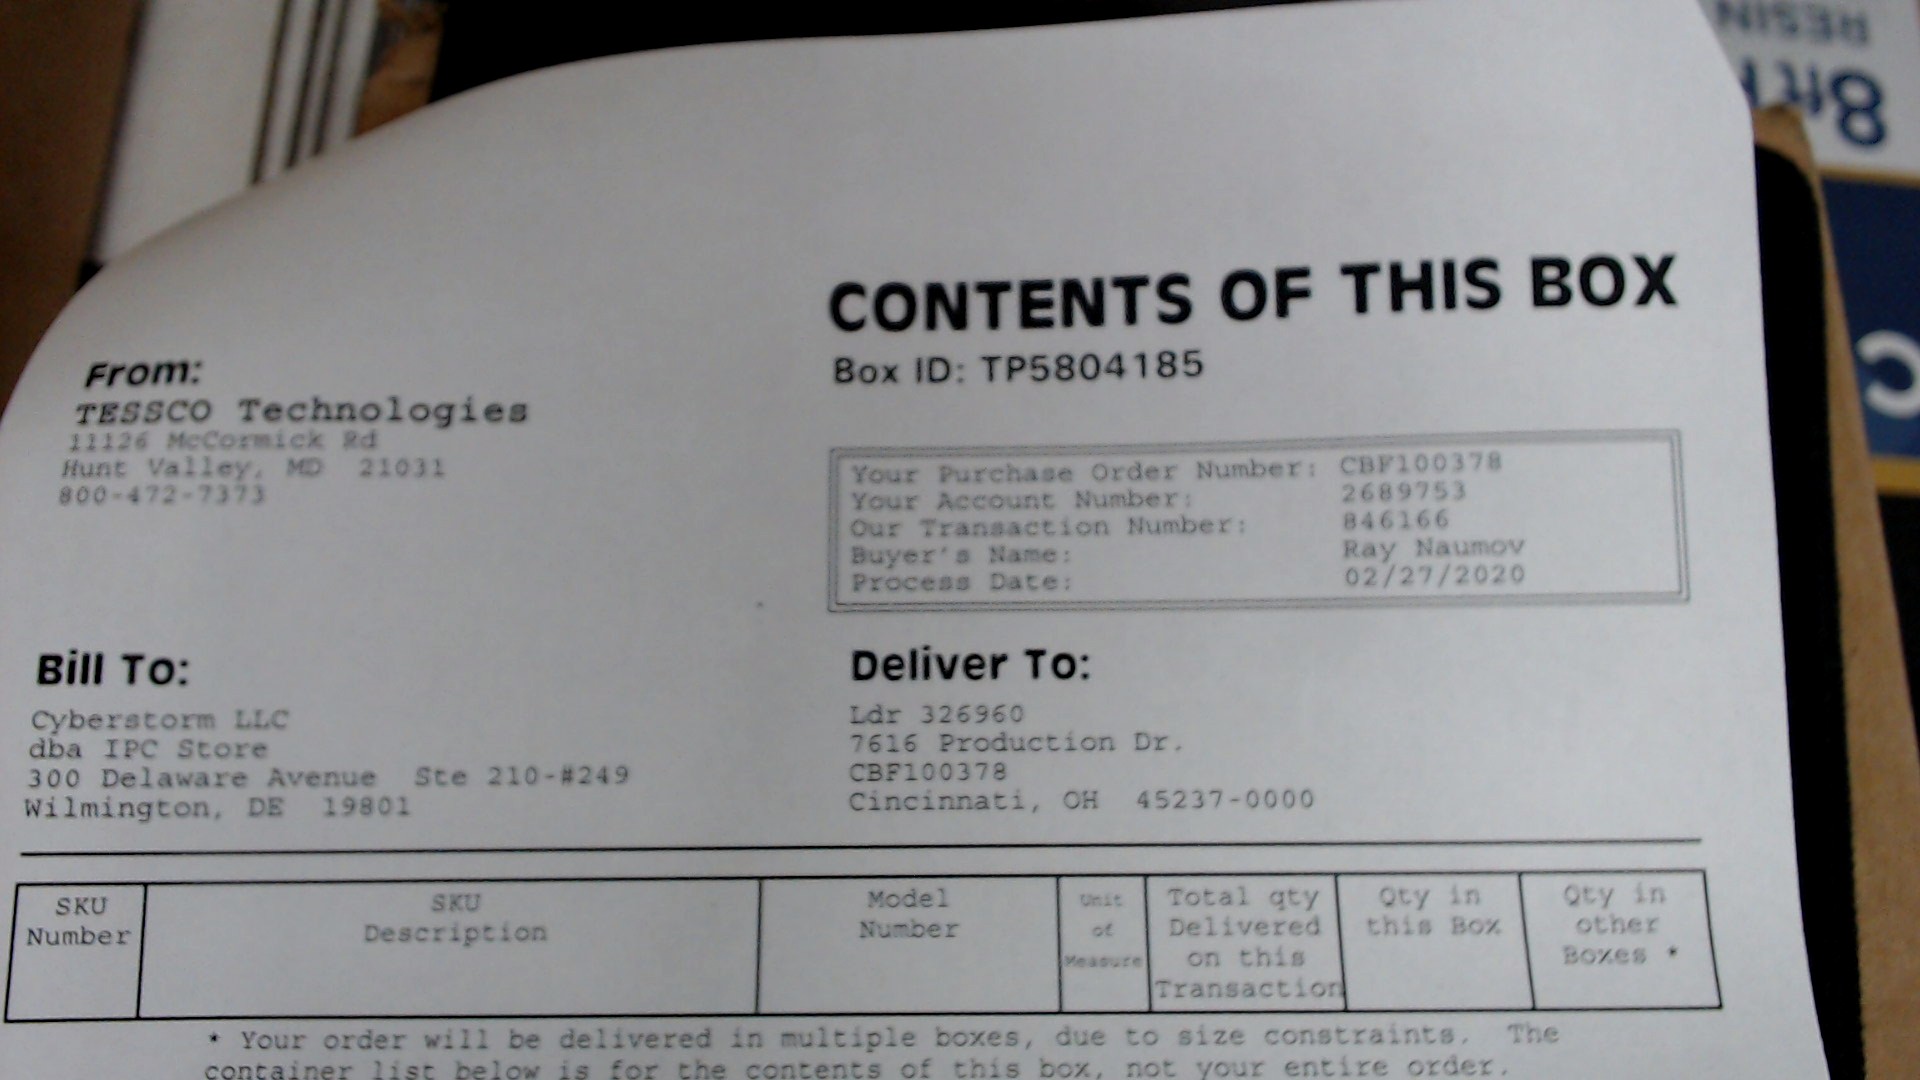 CONTENTS OF THIS BOX
Box ID: TP5804185
From:
TESSCO Technologies
11126 McCormick Rd
Hunt Valley, MD 21031
800-472-7373
Your Purchase Order Number: CBF100378
Your Account Number: 2689753
Our Transaction Number: 846166
Buyer's Name: Ray Naumov
Process Date: 02/27/2020
Bill To:
Cyberstorm LLC
dba IPC Store
300 Delaware Avenue Ste 210-#249
Wilmington, DE 19801
Deliver To:
Ldr 326960
7616 Production Dr.
CBF100378
Cincinnati, OH 45237-0000
SKU
Number
SKU
Description
Model
Number
Unit
of
Measure
Total qty
Delivered
on this
Transaction
Qty in
this Box
Qty in
other
Boxes *
* Your order will be delivered in multiple boxes, due to size constraints. The
container list below is for the contents of this box, not your entire order.
RESIN